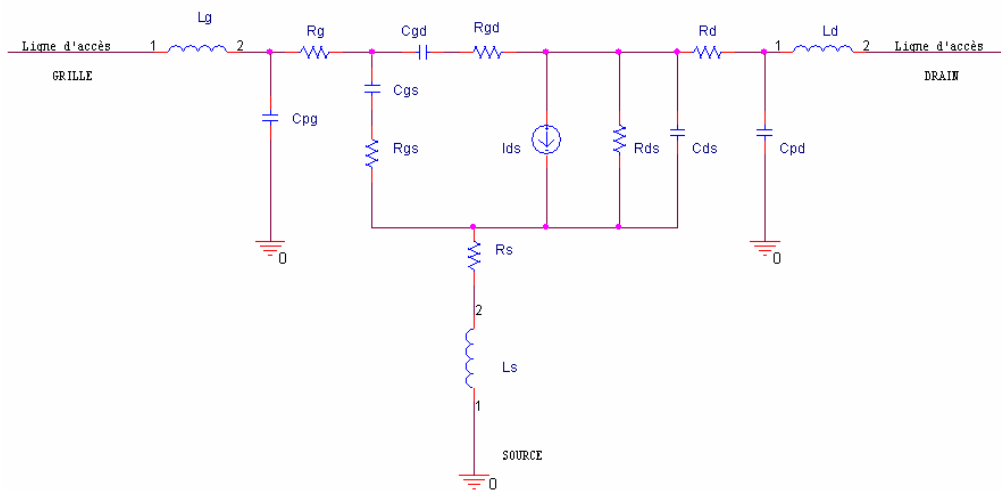 Lg
Ligne d'accès
1
2
GRILLE
Rg
Cgd
Rgd
Rd
Ld
1
2
Ligne d'accès
DRAIN
Cpg
Cgs
Rgs
Ids
Rds
Cds
Cpd
0
0
Rs
2
Ls
1
SOURCE
0